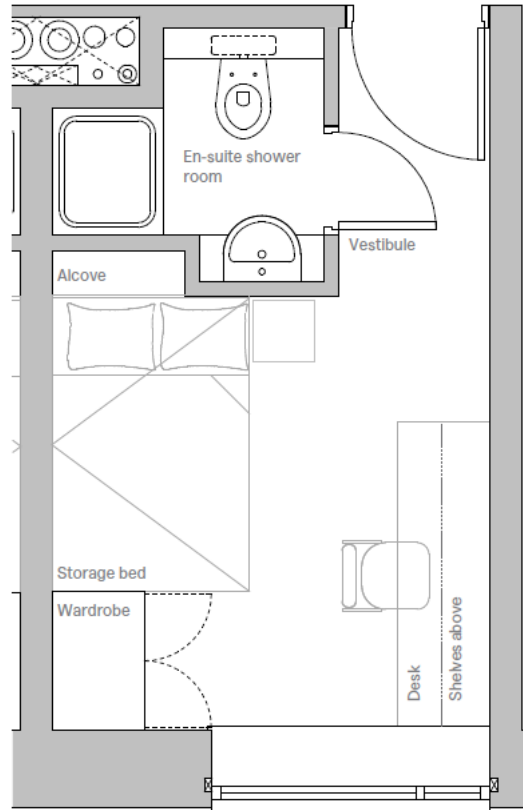 En-suite shower
room
Vestibule
Alcove
Storage bed
Wardrobe
Desk
Shelves above